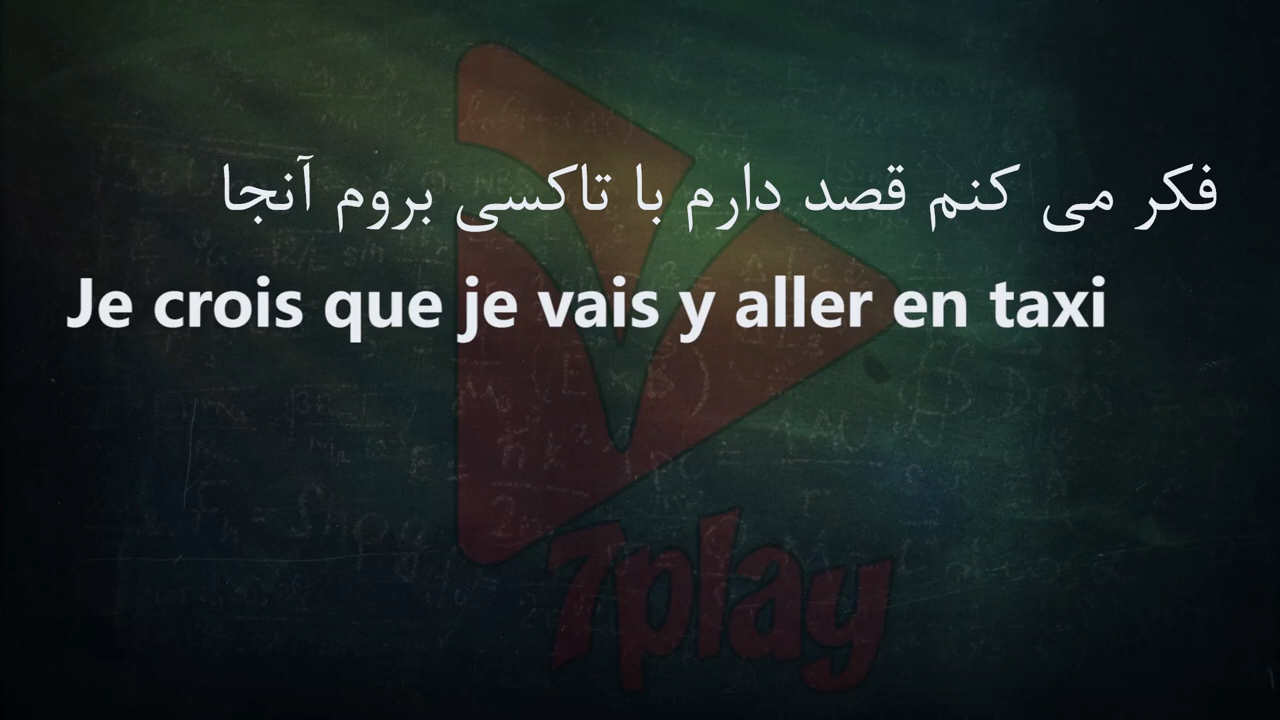 فکر می کنم قصد دارم با تاکسی بروم آنجا
Je crois que je vais y aller en taxi
7play